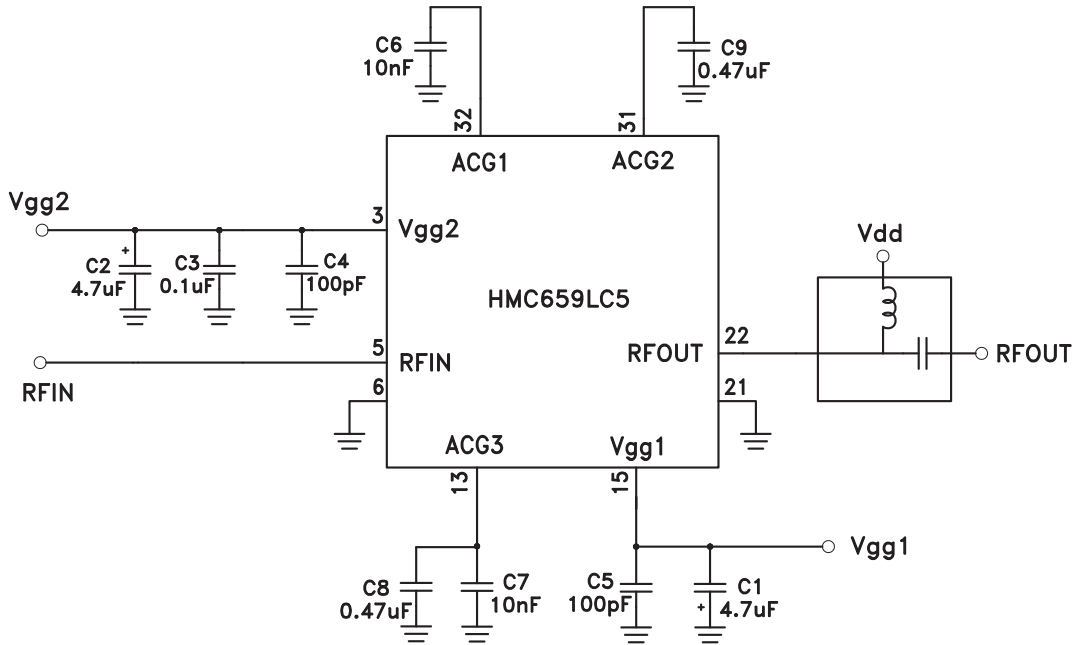 C6
10nF
C9
0.47uF
32
31
ACG1
ACG2
Vgg2
3
Vgg2
+
C2
4.7uF
C3
0.1uF
C4
100pF
HMC659LC5
Vdd
5
RFIN
RFIN
RFOUT
22
RFOUT
6
21
ACG3
Vgg1
13
15
Vgg1
C8
0.47uF
C7
10nF
C5
100pF
C1
+
4.7uF